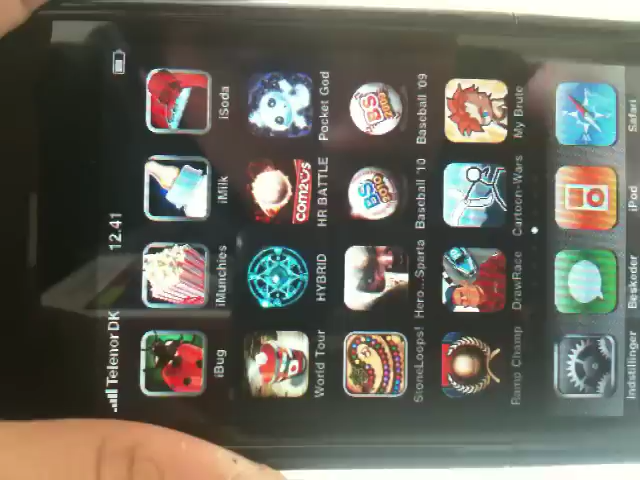 Telenor DK 12.41
iBug iMunchies iMilk iSoda
World Tour HYBRID HR BATTLE Pocket God
com2us
StoneLoops! Hero...Sparta Baseball '10 Baseball '09
Ramp Champ DrawRace Cartoon-Wars My Brute
Indstillinger Beskeder iPod Safari